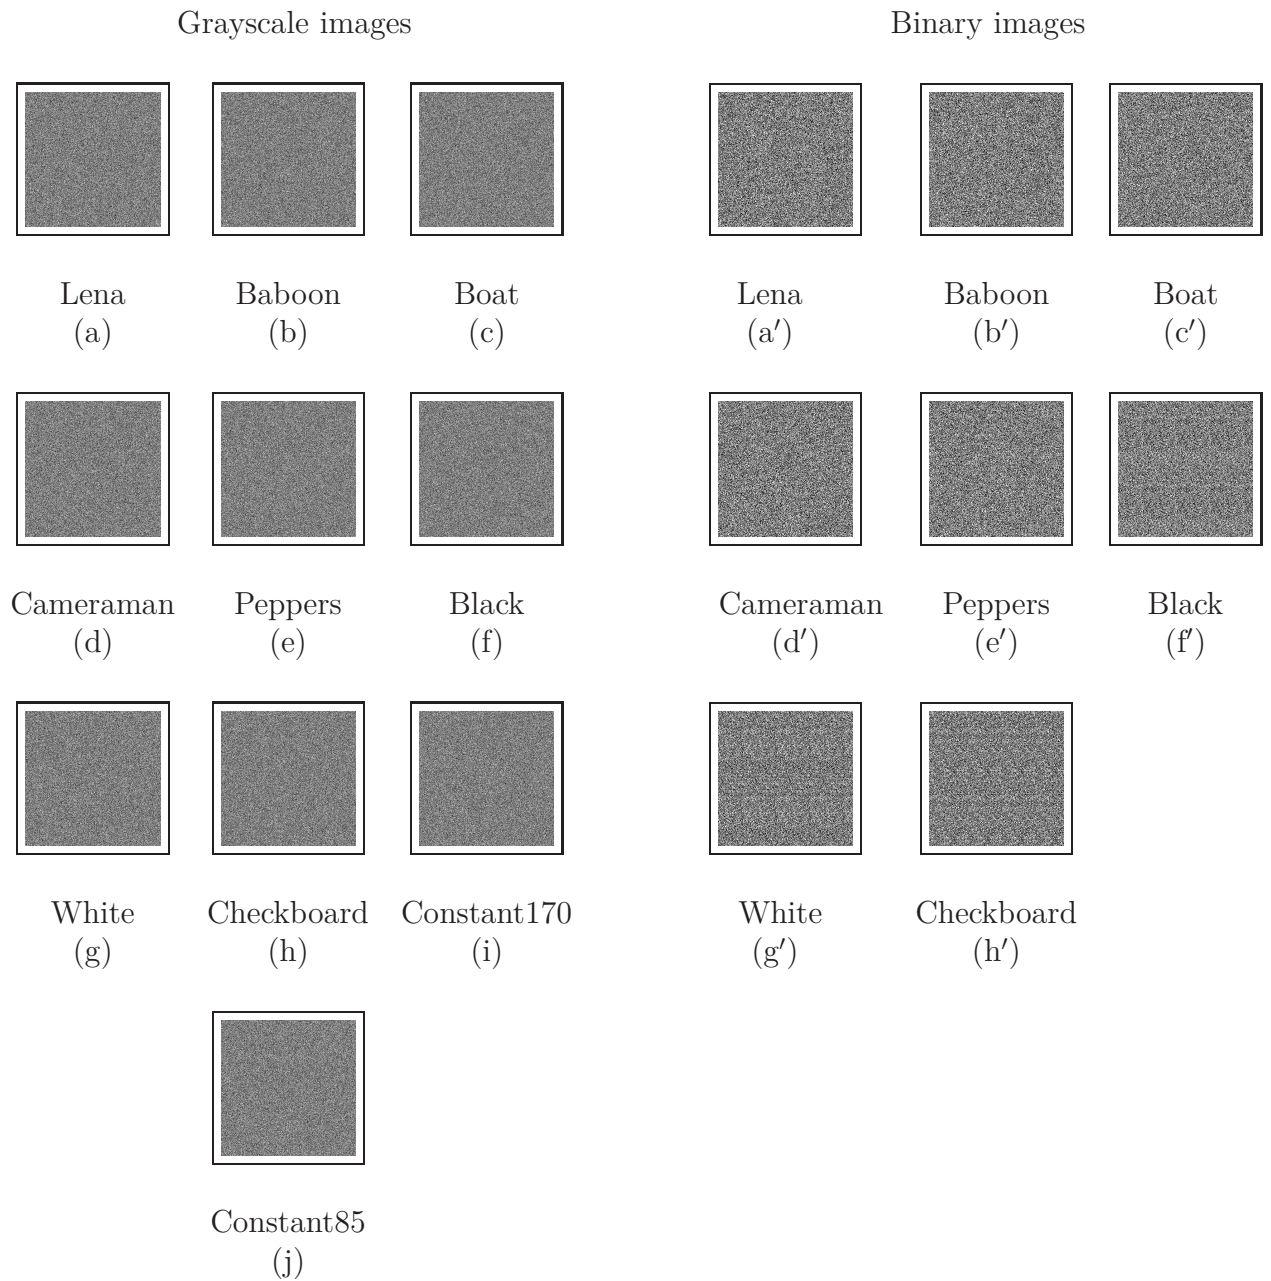 Grayscale images
Binary images
Lena
Baboon
Boat
Lena
Baboon
Boat
(a)
(b)
(c)
(a′)
(b′)
(c′)
Cameraman
Peppers
Black
Cameraman
Peppers
Black
(d)
(e)
(f)
(d′)
(e′)
(f′)
White
Checkboard
Constant170
White
Checkboard
(g)
(h)
(i)
(g′)
(h′)
Constant85
(j)